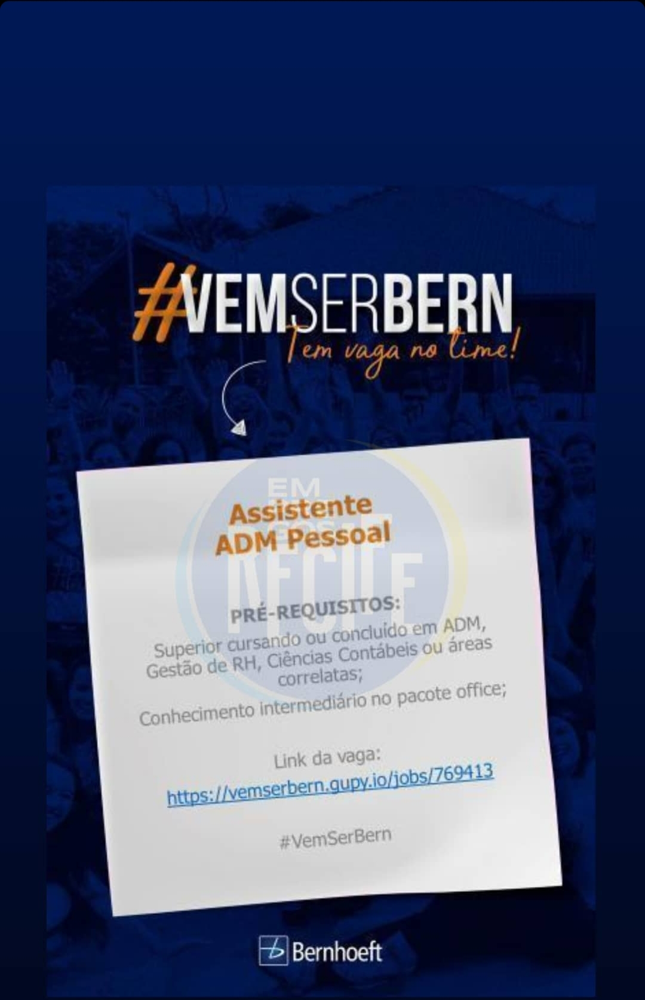 #VEMSERBERN
Tem vaga no time!
EM
Assistente
ADM Pessoal
RECIFE
PRÉ-REQUISITOS:
Superior cursando ou concluído em ADM,
Gestão de RH, Ciências Contábeis ou áreas
correlatas;
Conhecimento intermediário no pacote office;
Link da vaga:
https://vemserbern.gupy.io/jobs/769413
#VemSerBern
Bernhoeft